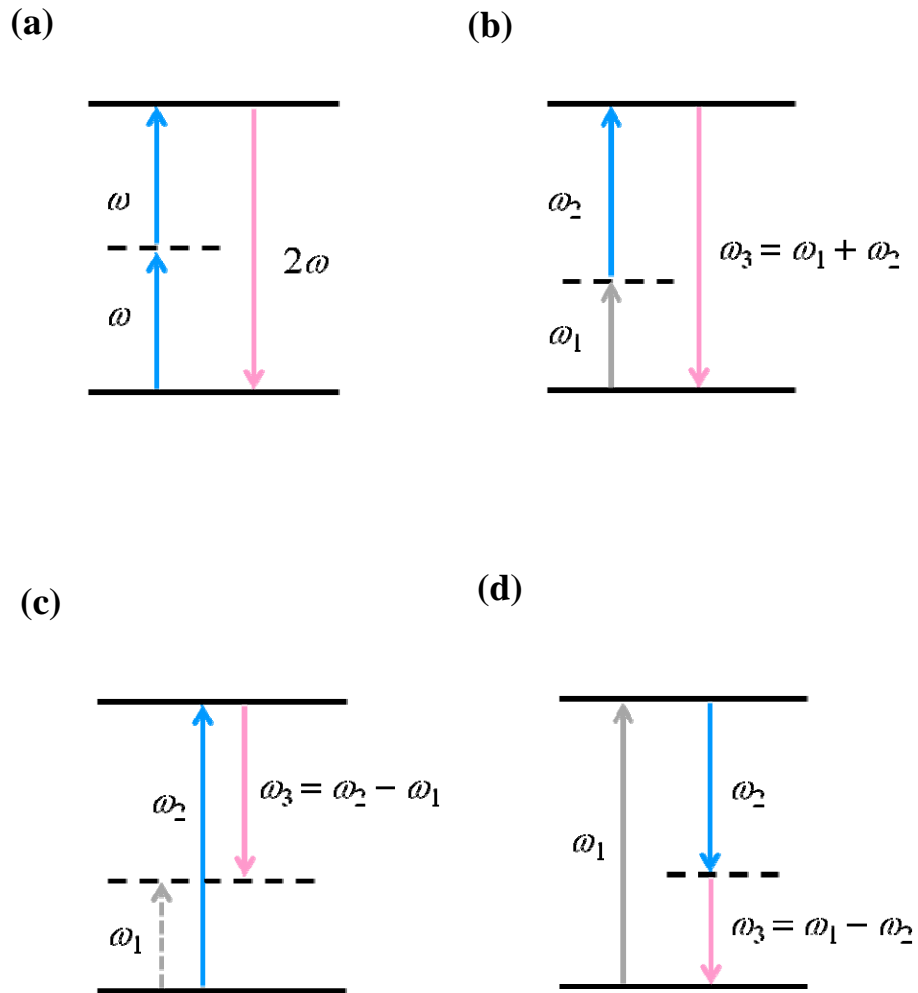 (a)
ω
ω
2ω
(b)
ω₂
ω₁
ω₃ = ω₁ + ω₂
(c)
ω₂
ω₁
ω₃ = ω₂ − ω₁
(d)
ω₁
ω₂
ω₃ = ω₁ − ω₂